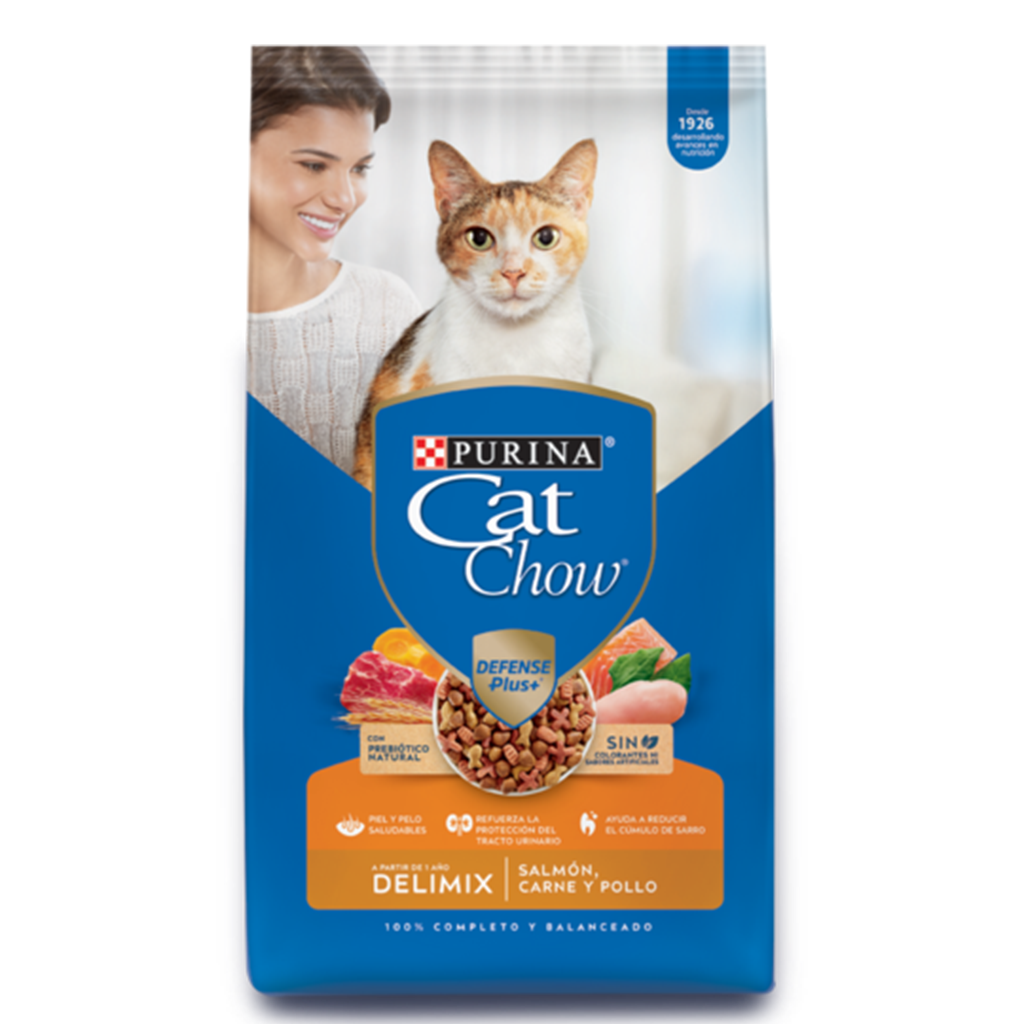 Desde
1926
desarrollando
avances en
nutrición
PURINA®
Cat
Chow®
DEFENSE
Plus+
CON
PREBIÓTICO
NATURAL
SIN
COLORANTES NI
SABORES ARTIFICIALES
PIEL Y PELO
SALUDABLES
REFUERZA LA
PROTECCIÓN DEL
TRACTO URINARIO
AYUDA A REDUCIR
EL CÚMULO DE SARRO
A PARTIR DE 1 AÑO
DELIMIX
SALMÓN,
CARNE Y POLLO
100% COMPLETO Y BALANCEADO